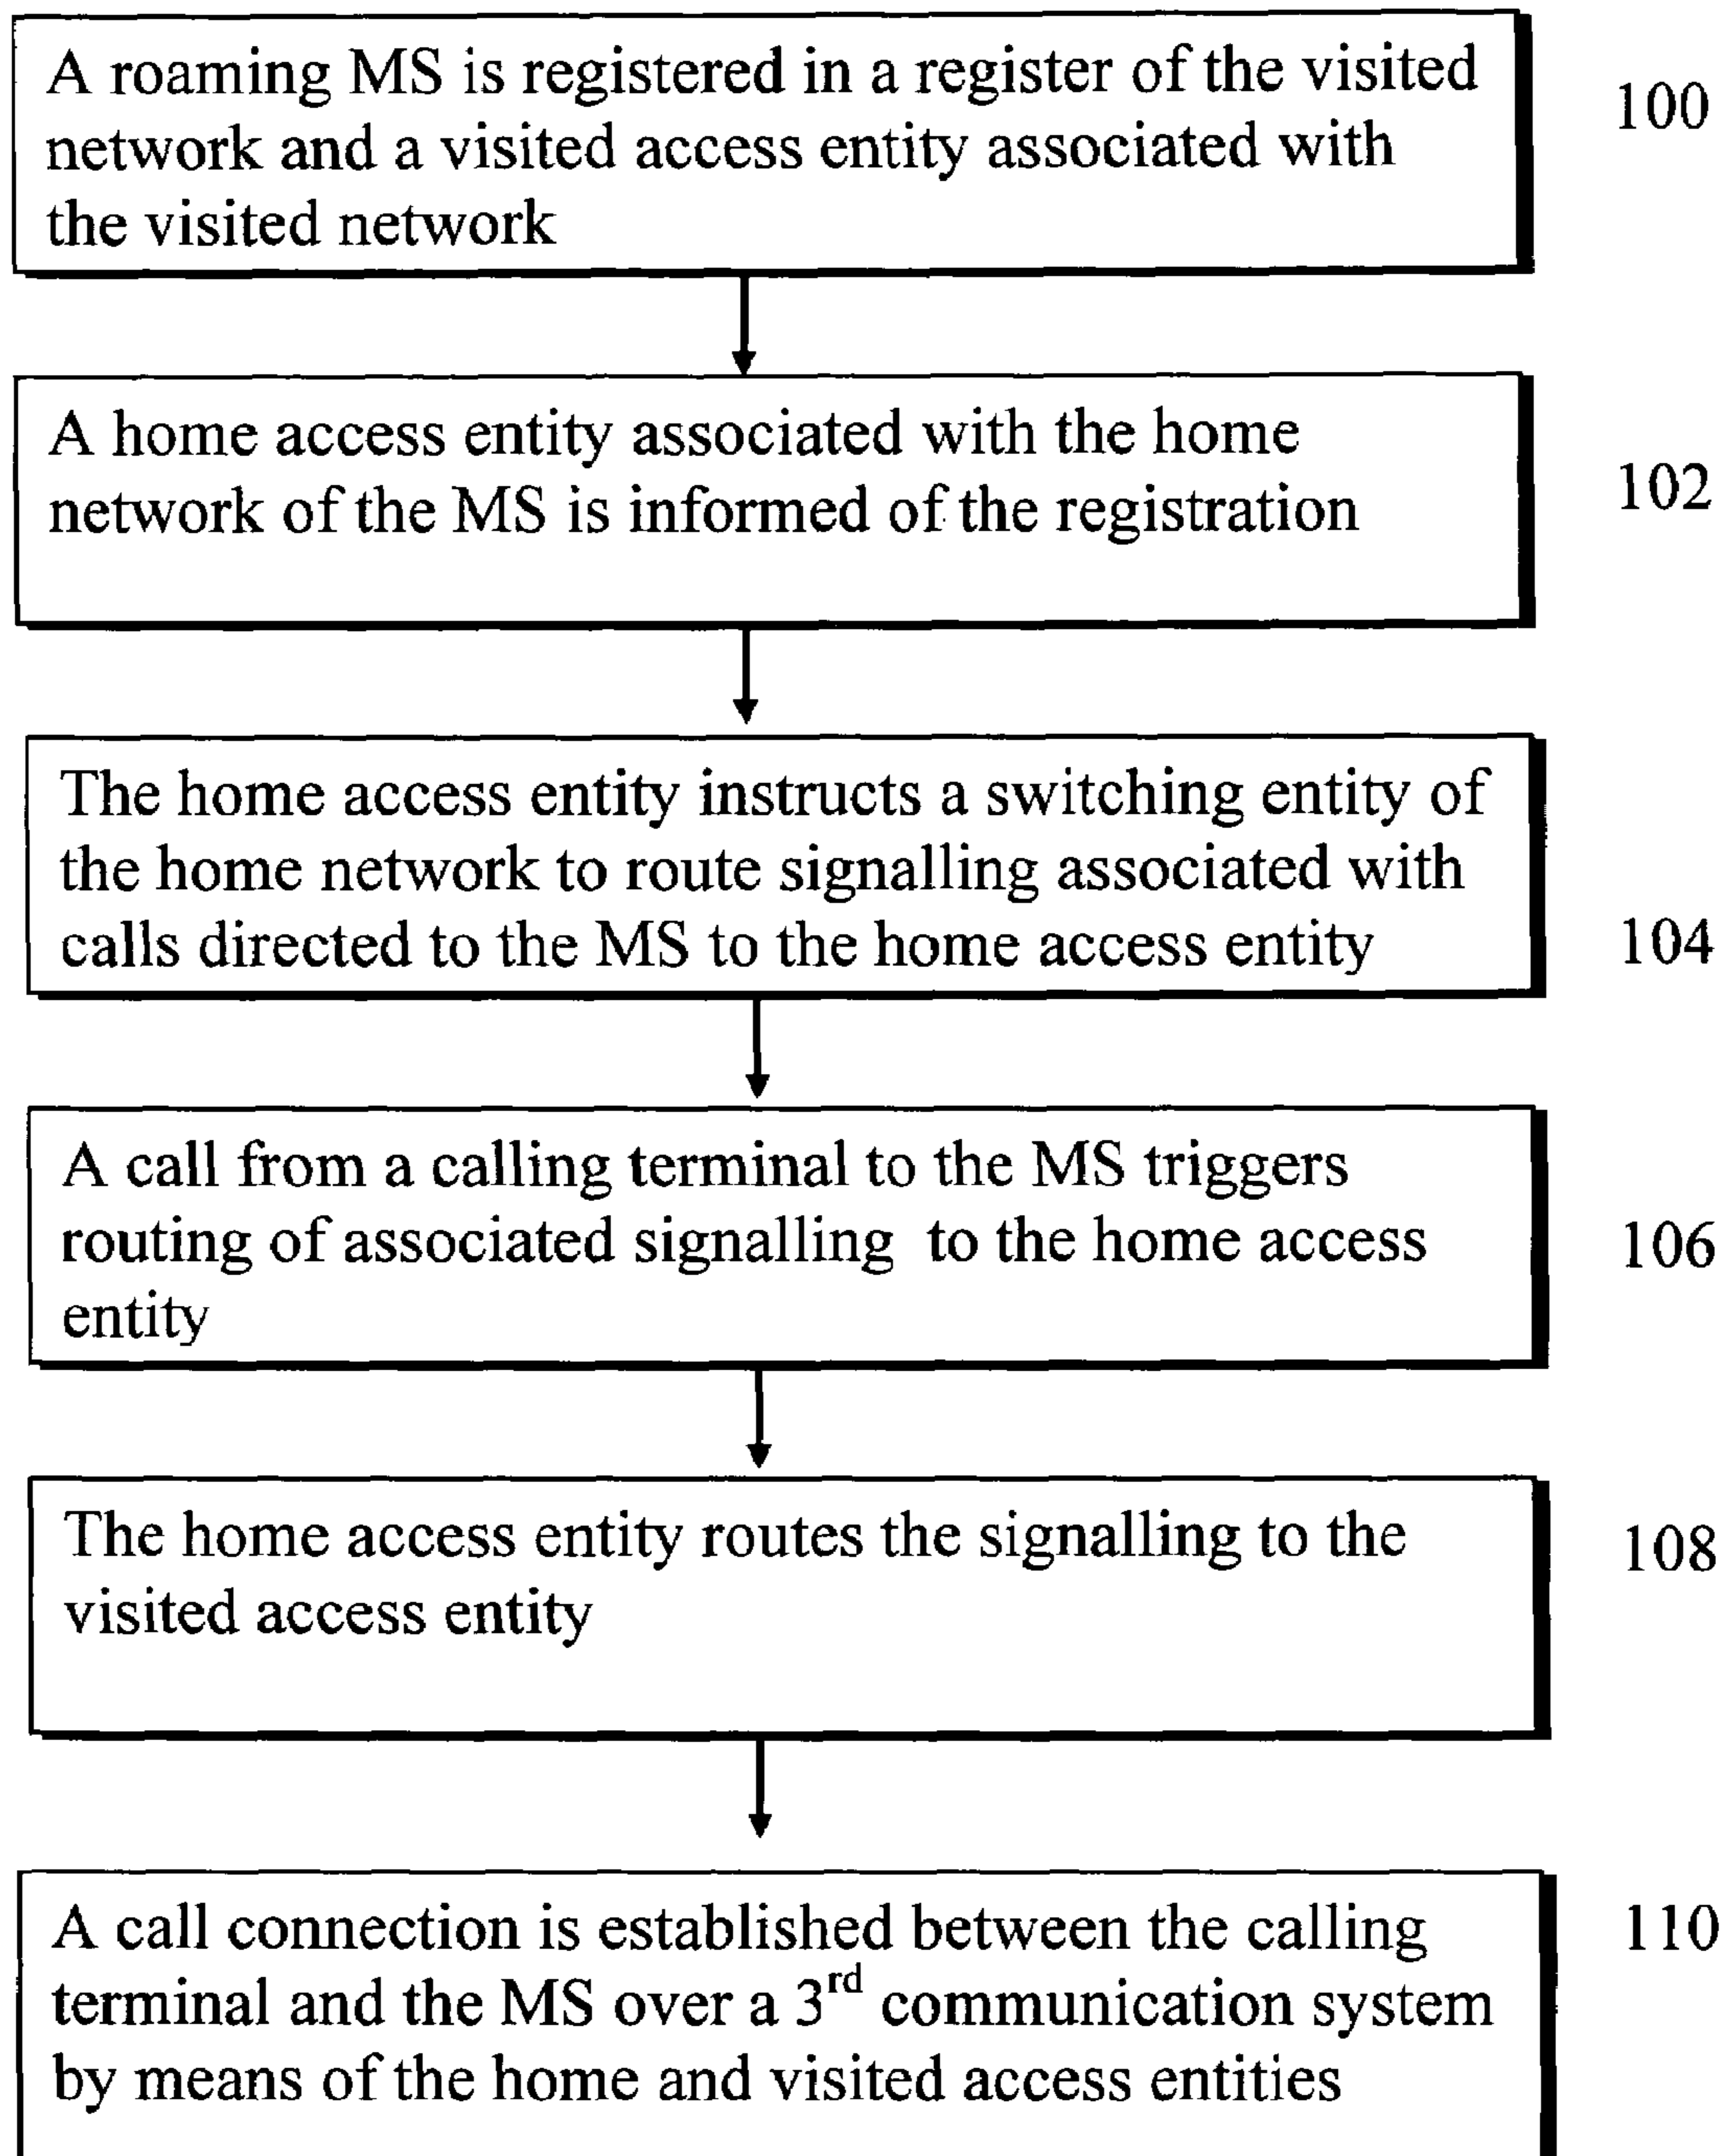 A roaming MS is registered in a register of the visited
network and a visited access entity associated with
the visited network
100
A home access entity associated with the home
network of the MS is informed of the registration
102
The home access entity instructs a switching entity of
the home network to route signalling associated with
calls directed to the MS to the home access entity
104
A call from a calling terminal to the MS triggers
routing of associated signalling to the home access
entity
106
The home access entity routes the signalling to the
visited access entity
108
A call connection is established between the calling
terminal and the MS over a 3rd communication system
by means of the home and visited access entities
110